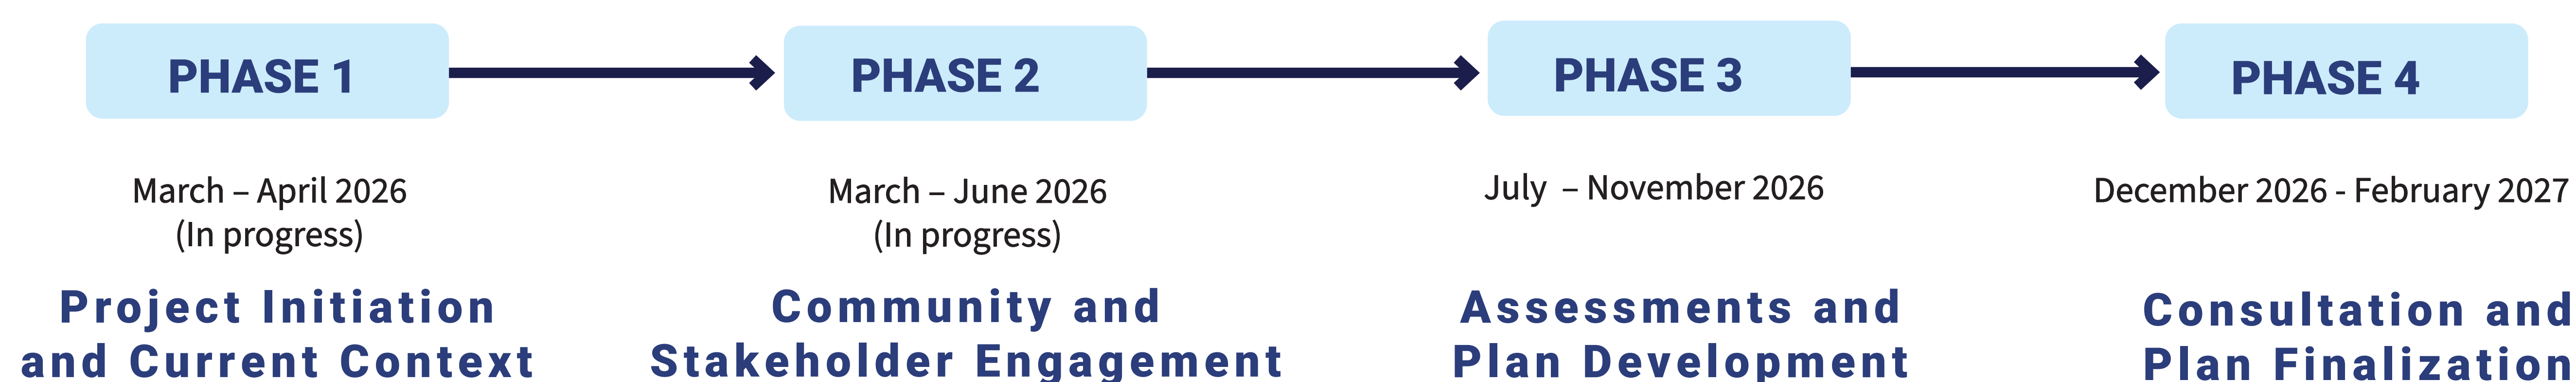 PHASE 1
PHASE 2
PHASE 3
PHASE 4
March – April 2026
(In progress)
March – June 2026
(In progress)
July – November 2026
December 2026 - February 2027
Project Initiation
and Current Context
Community and
Stakeholder Engagement
Assessments and
Plan Development
Consultation and
Plan Finalization